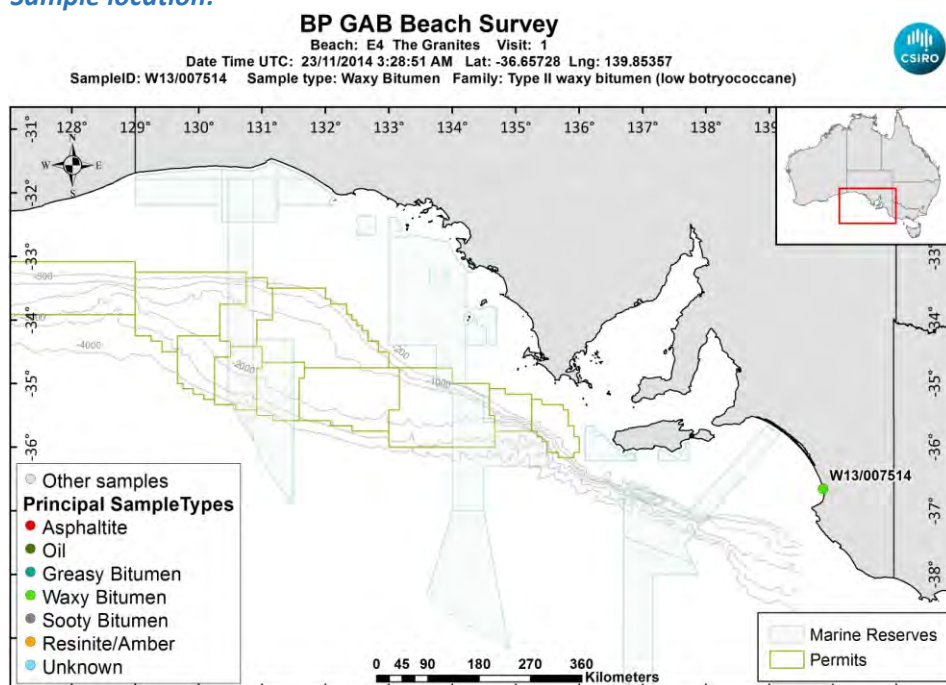 Sample location:
BP GAB Beach Survey
Beach: E4 The Granites Visit: 1
Date Time UTC: 23/11/2014 3:28:51 AM Lat: -36.65728 Lng: 139.85357
SampleID: W13/007514 Sample type: Waxy Bitumen Family: Type II waxy bitumen (low botryococcane)
CSIRO
128° 129° 130° 131° 132° 133° 134° 135° 136° 137° 138° 139°
-31°
-32°
-33°
-34°
-35°
-36°
N
W E
S
-200
-1000
-2000
-4000
-33°
-34°
-35°
-36°
-37°
-38°
W13/007514
Other samples
Principal SampleTypes
Asphaltite
Oil
Greasy Bitumen
Waxy Bitumen
Sooty Bitumen
Resinite/Amber
Unknown
0 45 90 180 270 360
Kilometers
Marine Reserves
Permits